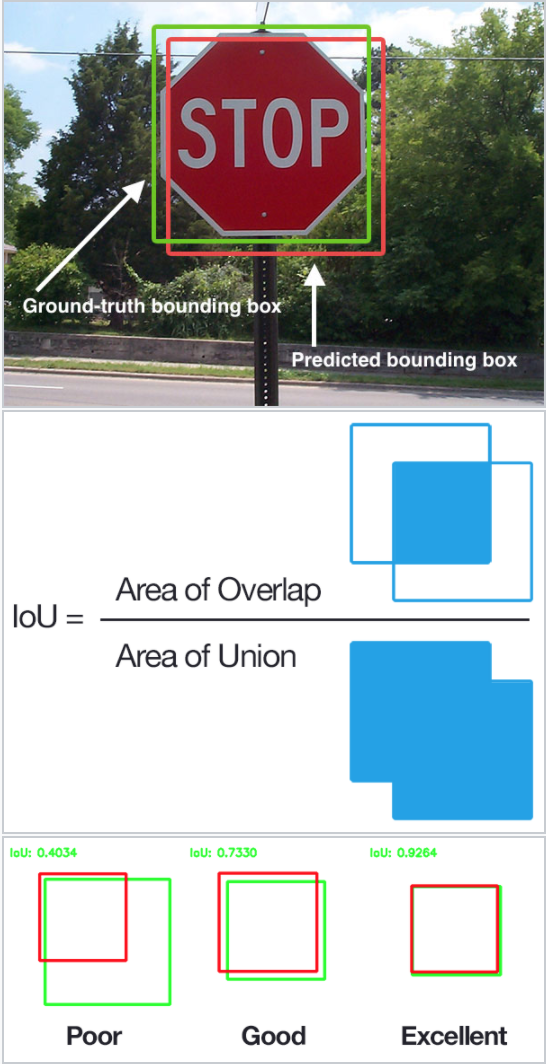 STOP
Ground-truth bounding box
Predicted bounding box
IoU =
Area of Overlap
Area of Union
IoU: 0.4034
IoU: 0.7330
IoU: 0.9264
Poor
Good
Excellent